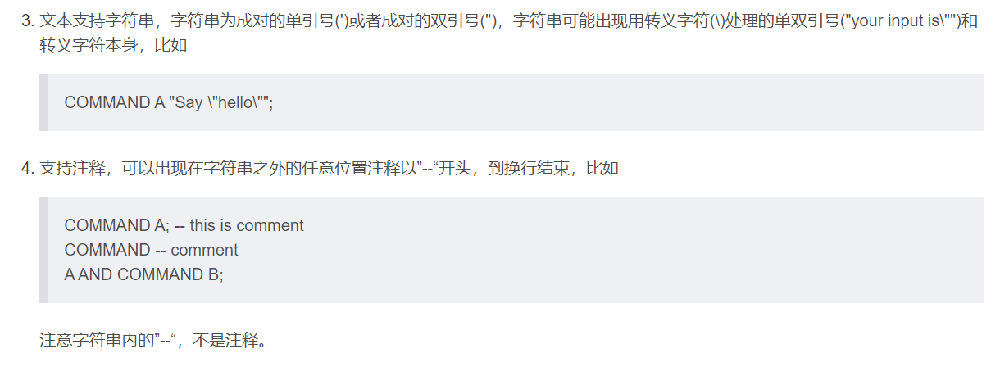 3. 文本支持字符串，字符串为成对的单引号(')或者成对的双引号(")，字符串可能出现用转义字符(\)处理的单双引号("your input is\"")和
转义字符本身，比如
COMMAND A "Say \"hello\"";
4. 支持注释，可以出现在字符串之外的任意位置注释以”--“开头，到换行结束，比如
COMMAND A; -- this is comment
COMMAND -- comment
A AND COMMAND B;
注意字符串内的”--“，不是注释。